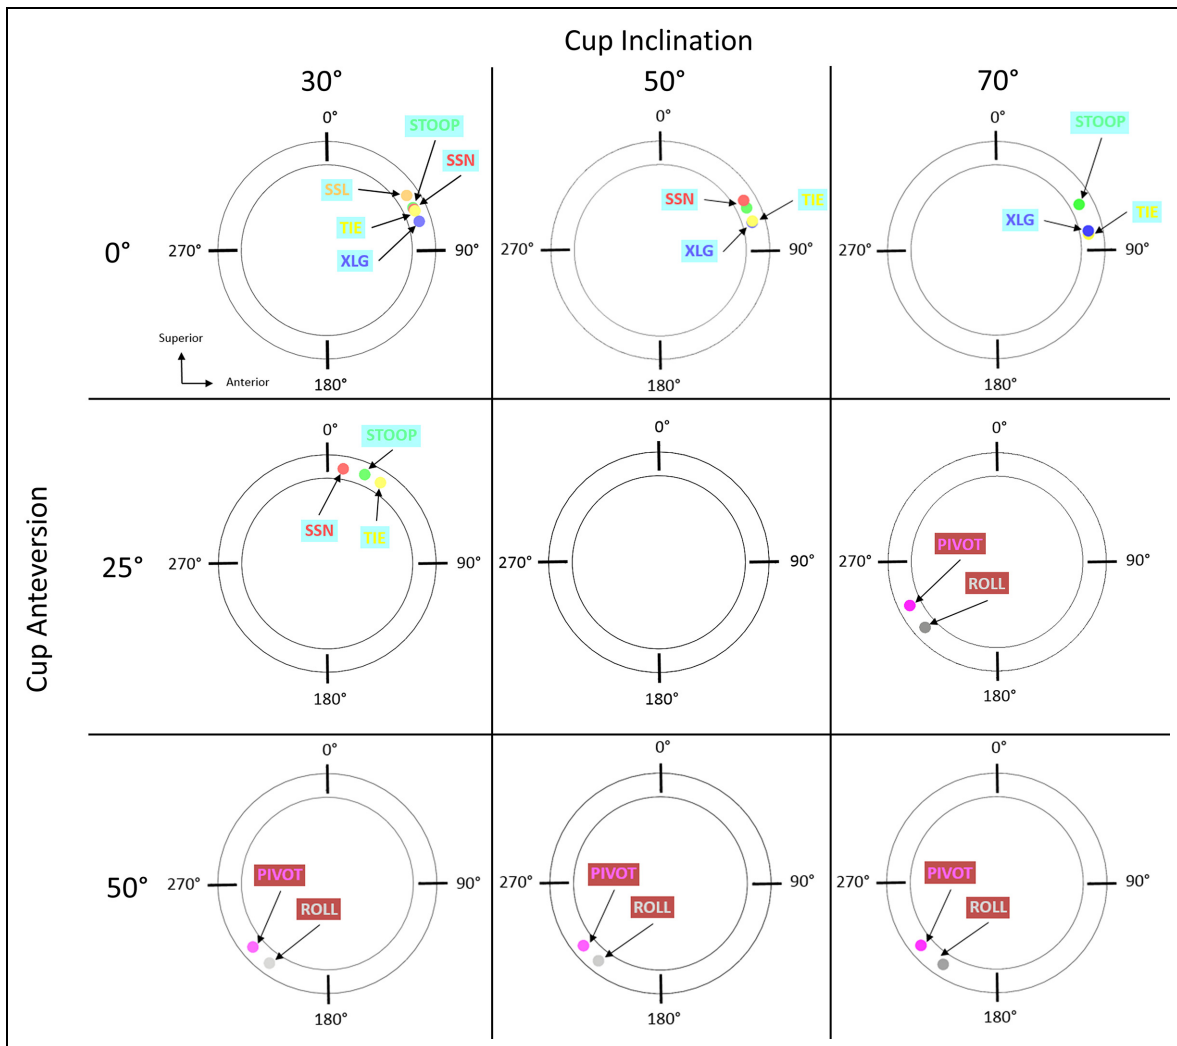 Cup Inclination
30°
50°
70°
Cup Anteversion
0°
0°
STOOP
SSN
SSL
TIE
XLG
270°
90°
180°
Superior
Anterior
0°
SSN
TIE
XLG
270°
90°
180°
0°
STOOP
XLG
TIE
270°
90°
180°
25°
0°
STOOP
SSN
TIE
270°
90°
180°
0°
270°
90°
180°
0°
PIVOT
ROLL
270°
90°
180°
50°
0°
PIVOT
ROLL
270°
90°
180°
0°
PIVOT
ROLL
270°
90°
180°
0°
PIVOT
ROLL
270°
90°
180°